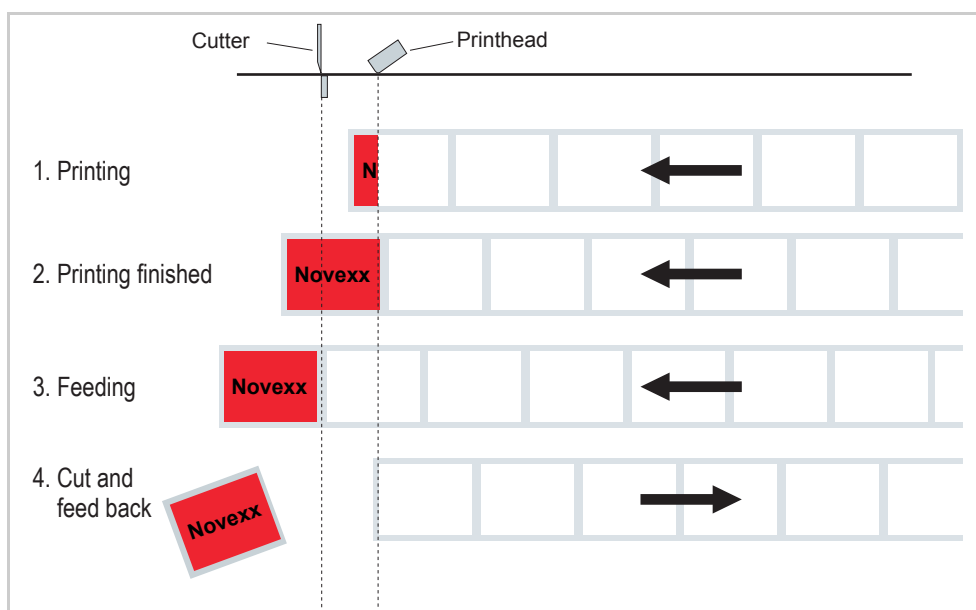 Cutter
Printhead
1. Printing
N
2. Printing finished
Novexx
3. Feeding
Novexx
4. Cut and
feed back
Novexx